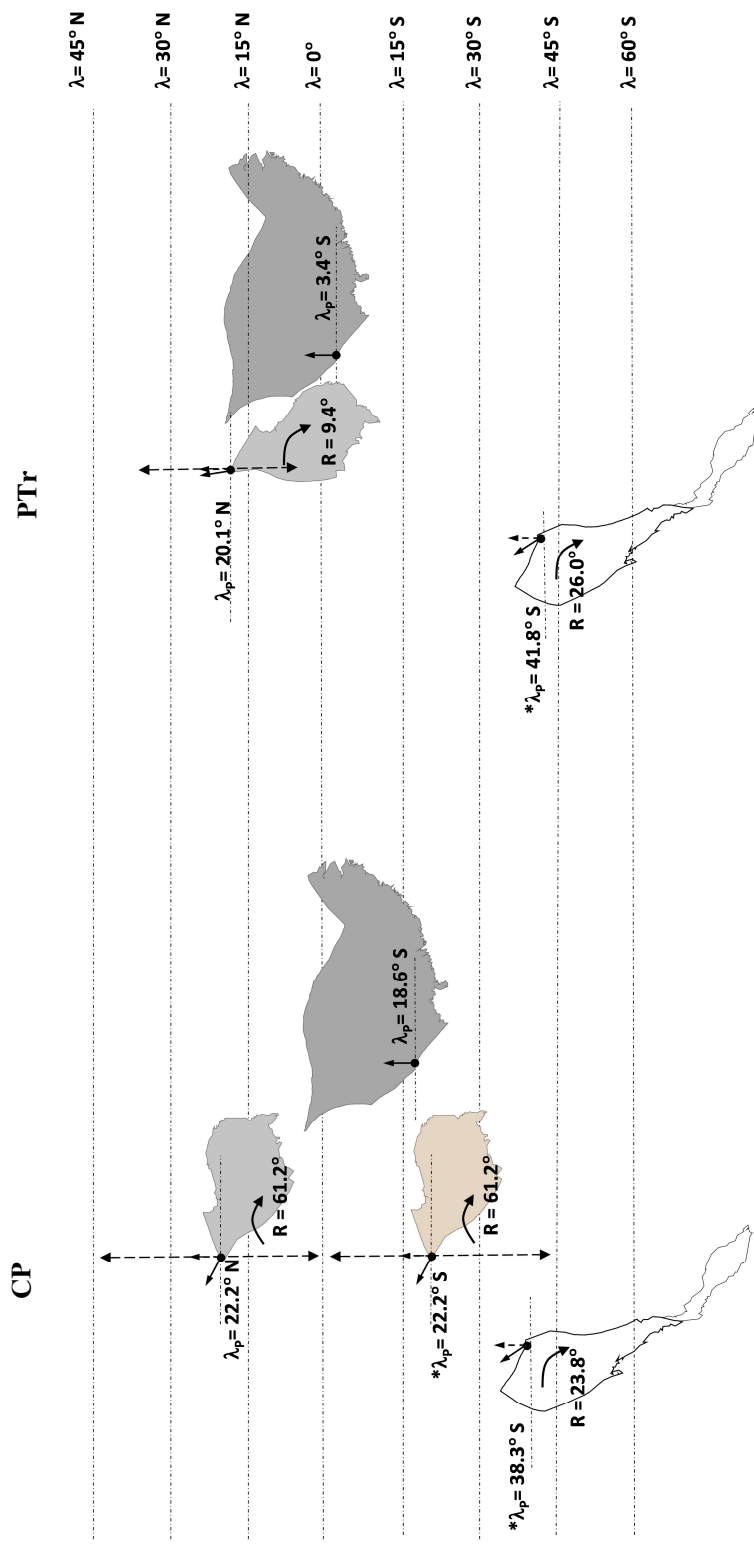 CP
PTr
λ= 45° N
λ= 30° N
λ= 15° N
λ= 0°
λ= 15° S
λ= 30° S
λ= 45° S
λ= 60° S
λp= 22.2° N
R = 61.2°
*λp= 22.2° S
R = 61.2°
λp= 18.6° S
*λp= 38.3° S
R = 23.8°
λp= 20.1° N
R = 9.4°
λp= 3.4° S
*λp= 41.8° S
R = 26.0°